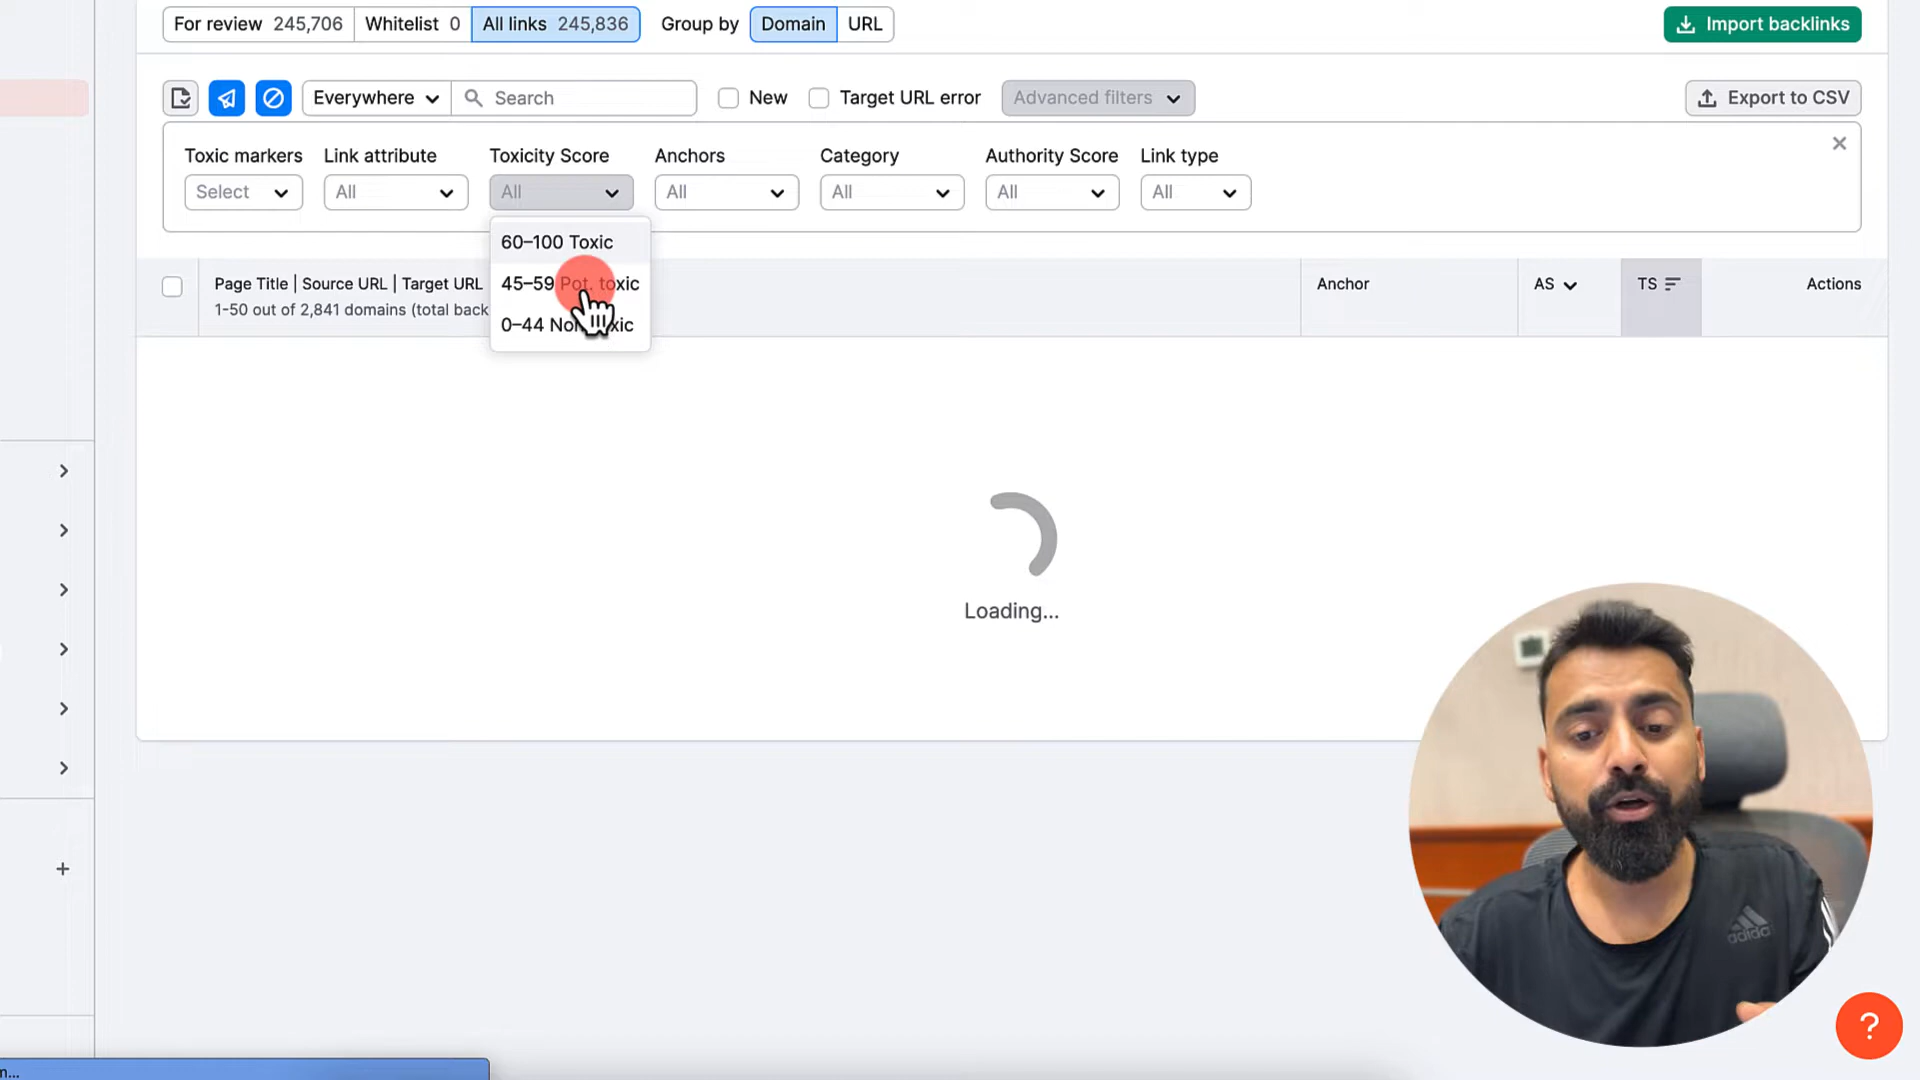 For review 245,706 Whitelist 0 All links 245,836 Group by Domain URL Import backlinks
Everywhere Search New Target URL error Advanced filters Export to CSV
Toxic markers Link attribute Toxicity Score Anchors Category Authority Score Link type
Select All All All All All All
60–100 Toxic
45–59 Pot. toxic
0–44
Page Title | Source URL | Target URL Anchor AS TS Actions
1-50 out of 2,841 domains (total back
Loading...
adidas
?